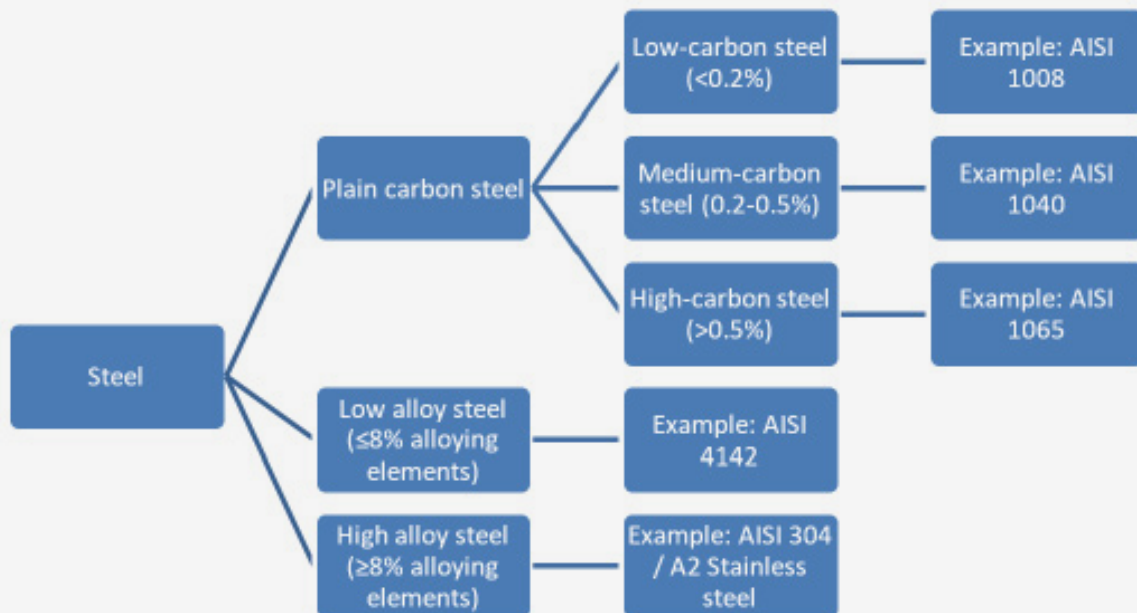 Low-carbon steel
(<0.2%)
Example: AISI
1008
Plain carbon steel
Medium-carbon
steel (0.2-0.5%)
Example: AISI
1040
High-carbon steel
(>0.5%)
Example: AISI
1065
Steel
Low alloy steel
(≤8% alloying
elements)
Example: AISI
4142
High alloy steel
(≥8% alloying
elements)
Example: AISI 304
/ A2 Stainless
steel